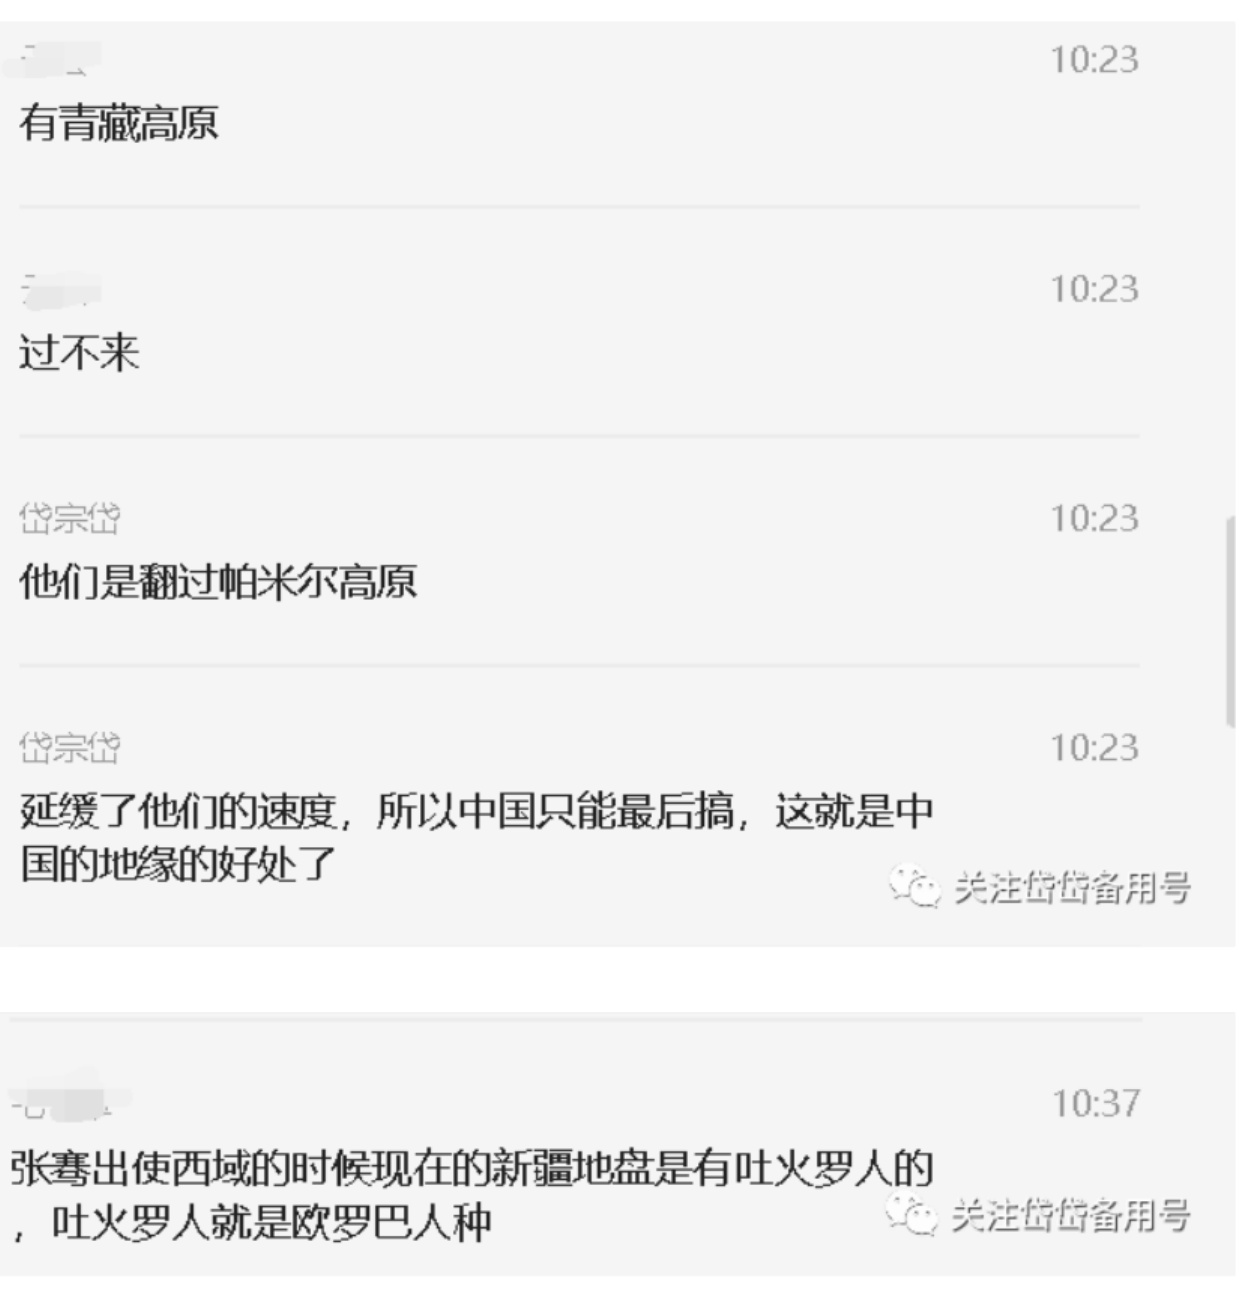 10:23
有青藏高原
10:23
过不来
岱宗岱
10:23
他们是翻过帕米尔高原
岱宗岱
10:23
延缓了他们的速度，所以中国只能最后搞，这就是中
国的地缘的好处了
关注岱岱备用号
10:37
张骞出使西域的时候现在的新疆地盘是有吐火罗人的
，吐火罗人就是欧罗巴人种
关注岱岱备用号